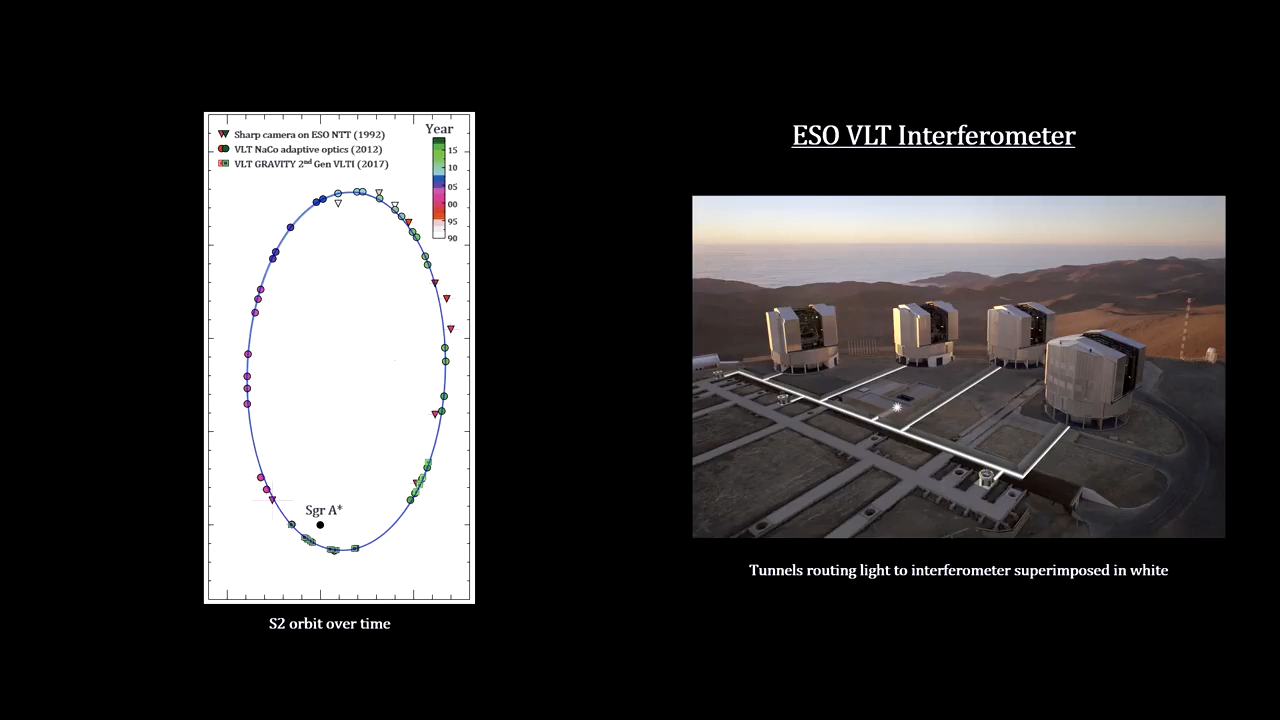 Sharp camera on ESO NTT (1992)
VLT NaCo adaptive optics (2012)
VLT GRAVITY 2nd Gen VLTI (2017)
Year
15
10
05
00
95
90
Sgr A*
S2 orbit over time
ESO VLT Interferometer
Tunnels routing light to interferometer superimposed in white